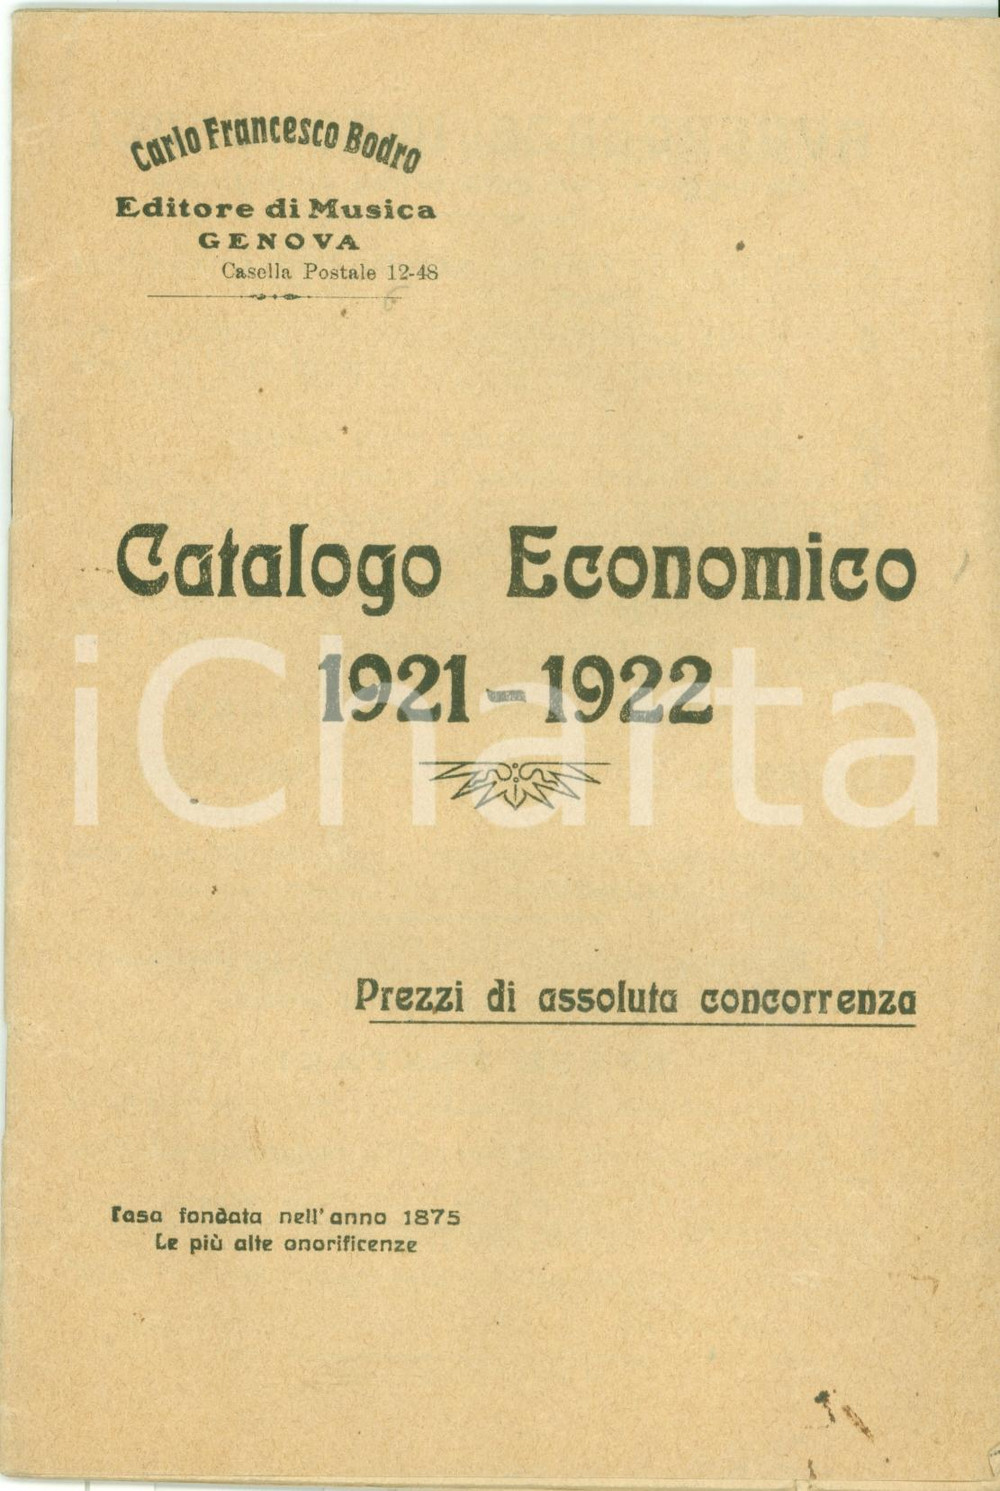 Carlo Francesco Bodro
Editore di Musica
GENOVA
Casella Postale 12-48
Catalogo Economico
1921 - 1922
iCharta
Prezzi di assoluta concorrenza
Casa fondata nell'anno 1875
Le più alte onorificenze